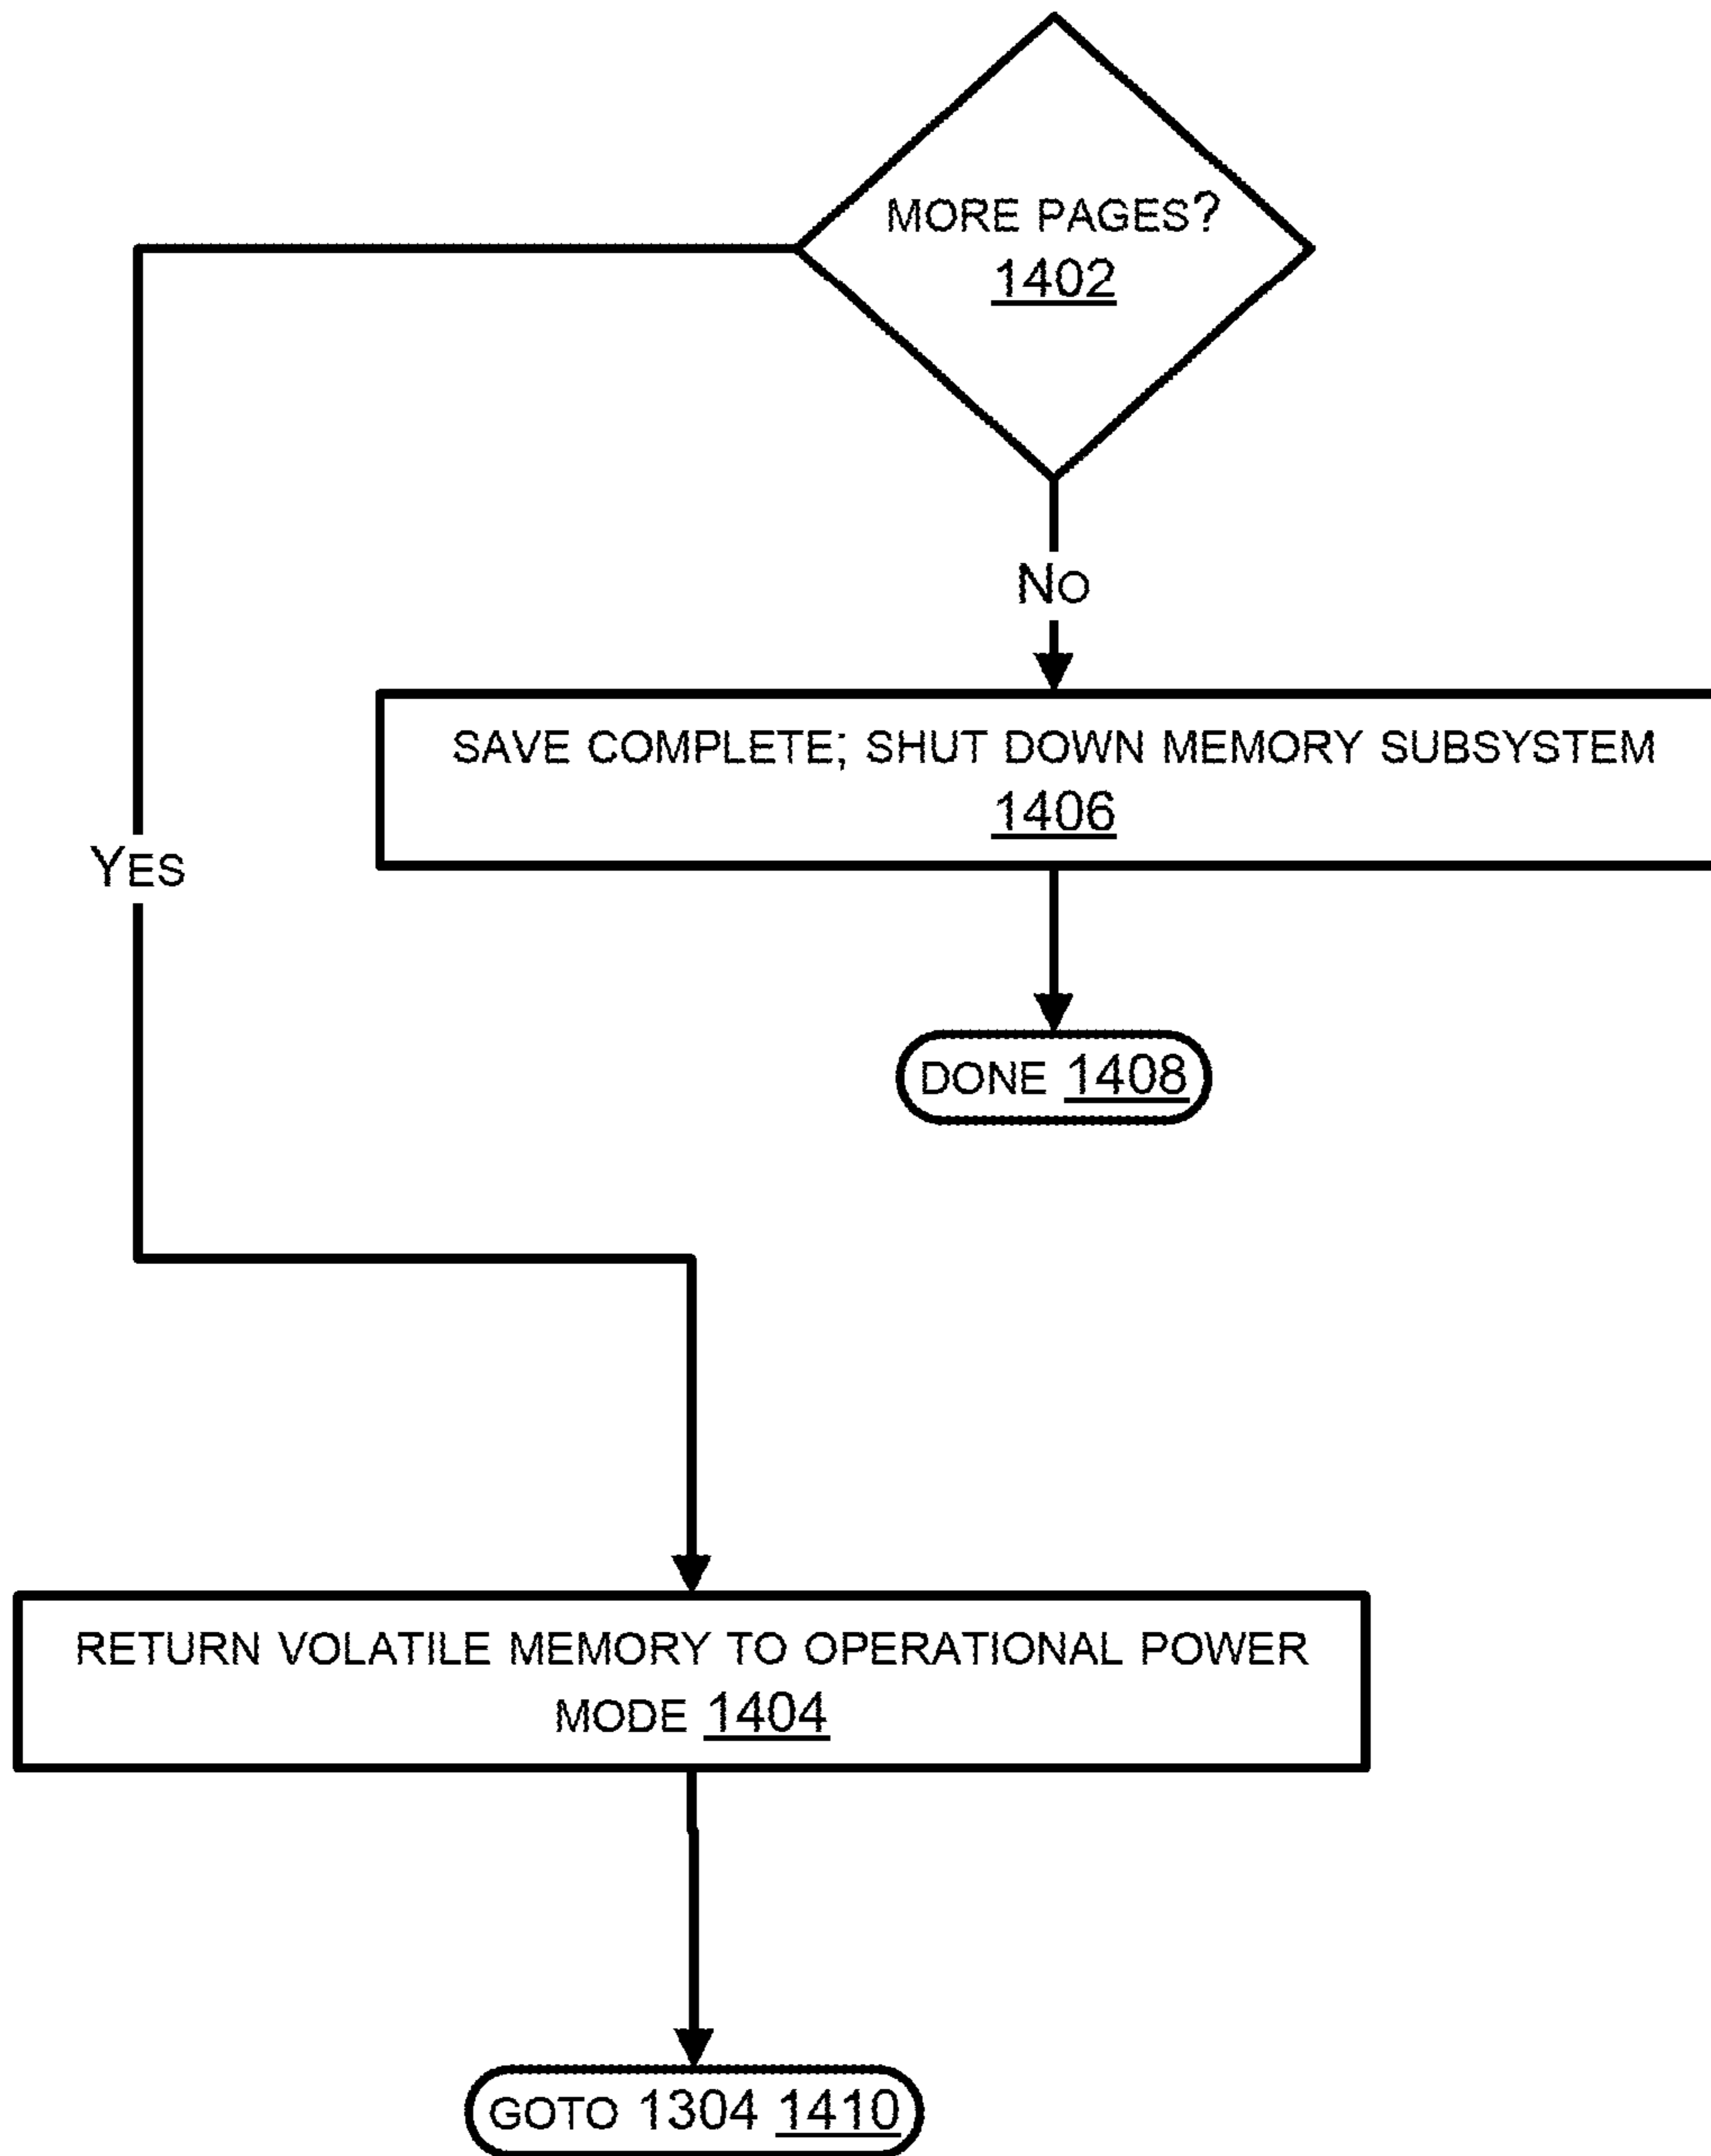 MORE PAGES?
1402
NO
SAVE COMPLETE; SHUT DOWN MEMORY SUBSYSTEM
1406
YES
DONE 1408
RETURN VOLATILE MEMORY TO OPERATIONAL POWER
MODE 1404
GOTO 1304 1410